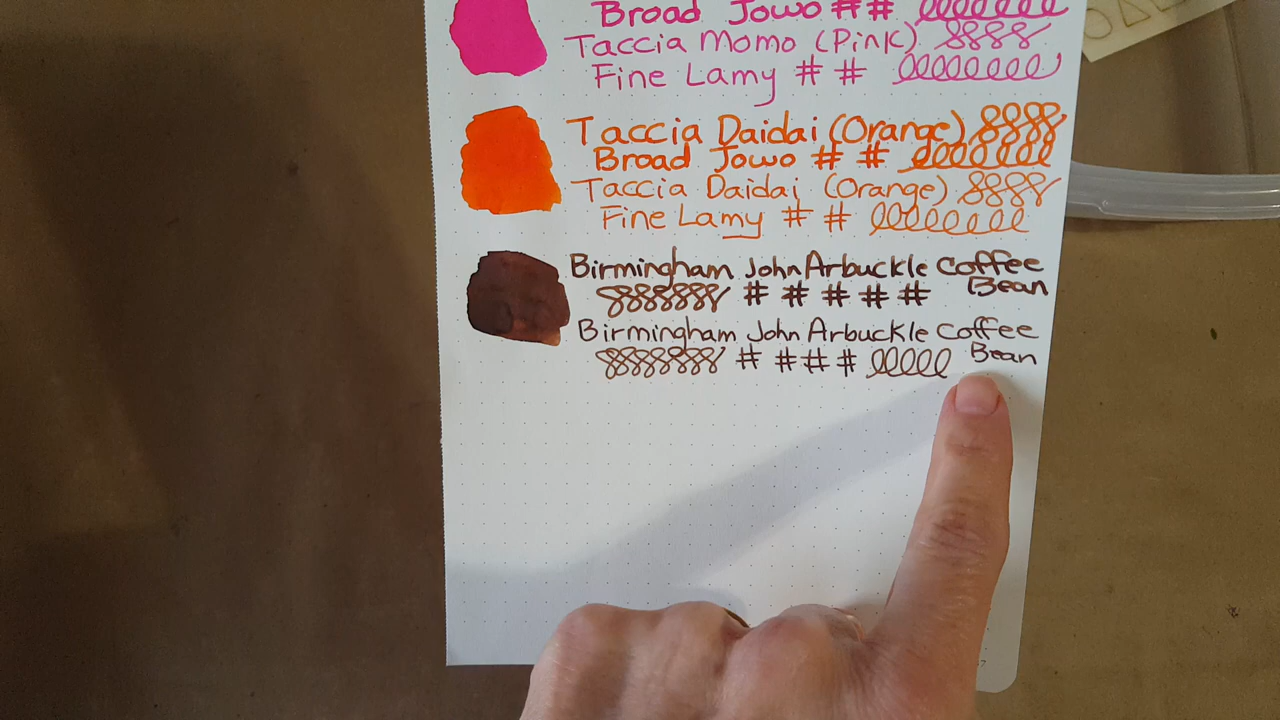 Broad Jowo # #
Taccia Momo (Pink)
Fine Lamy # #
Taccia Daidai (Orange)
Broad Jowo # #
Taccia Daidai (Orange)
Fine Lamy # #
Birmingham John Arbuckle Coffee
Bean
# # # # #
Birmingham John Arbuckle Coffee
Bean
# # # #